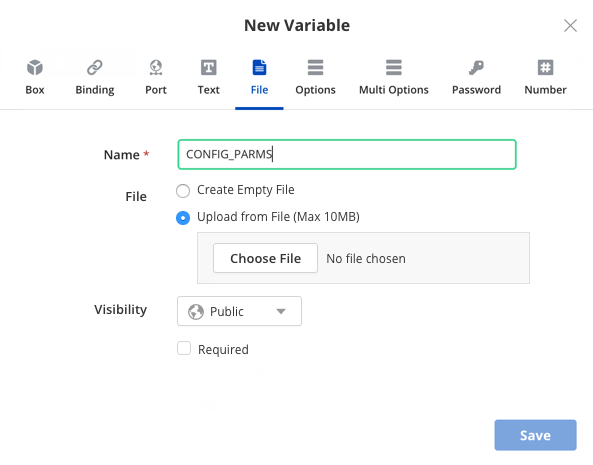 New Variable
Box Binding Port Text File Options Multi Options Password Number
Name * CONFIG_PARMS
File Create Empty File
Upload from File (Max 10MB)
Choose File No file chosen
Visibility Public
Required
Save